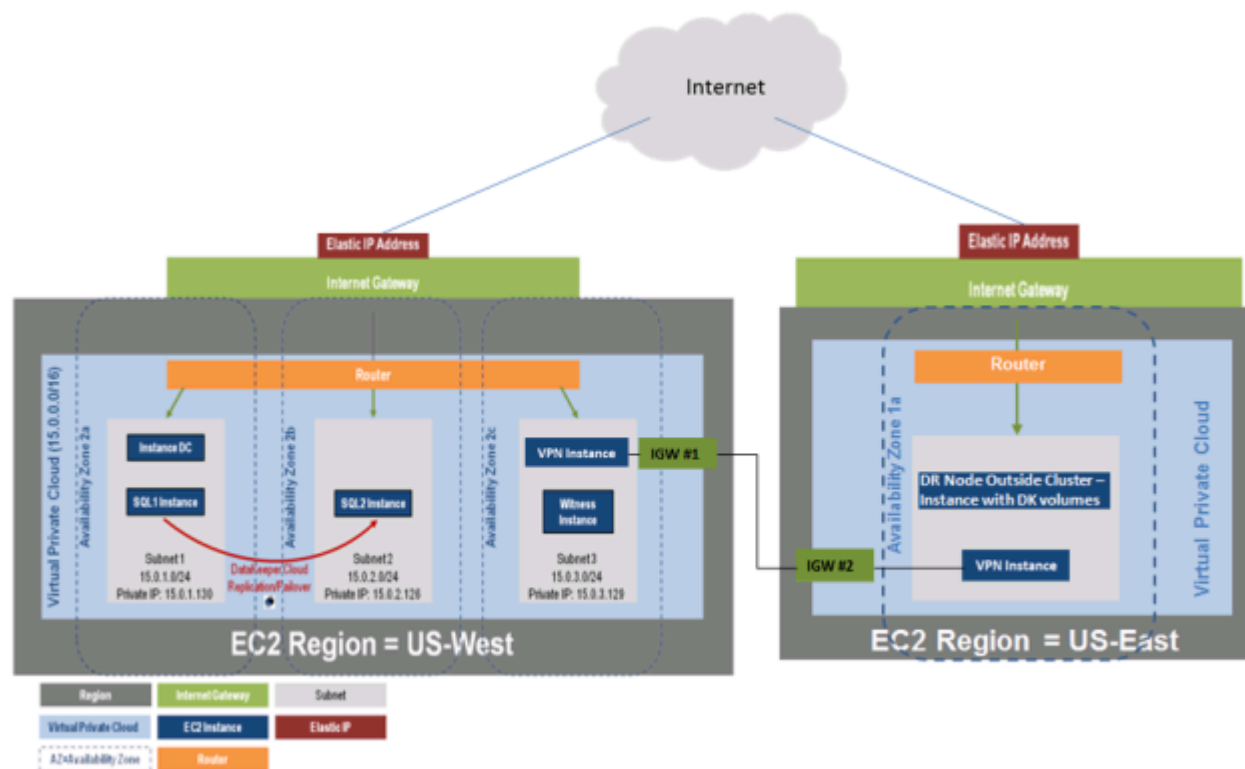 Internet
Elastic IP Address
Internet Gateway
Router
Virtual Private Cloud (15.0.0.0/16)
Availability Zone 2a
Instance DC
SQL1 Instance
Subnet 1
15.0.1.0/24
Private IP: 15.0.1.130
DataKeeper Cloud
Replication/Failover
Availability Zone 2b
SQL2 Instance
Subnet 2
15.0.2.0/24
Private IP: 15.0.2.126
Availability Zone 2c
VPN Instance
Witness
Instance
Subnet3
15.0.3.0/24
Private IP: 15.0.3.129
IGW #1
EC2 Region = US-West
Elastic IP Address
Internet Gateway
Router
Availability Zone 1a
DR Node Outside Cluster –
Instance with DK volumes
VPN Instance
IGW #2
Virtual Private Cloud
EC2 Region = US-East
Region
Internet Gateway
Subnet
Virtual Private Cloud
EC2 Instance
Elastic IP
AZ=Availability Zone
Router